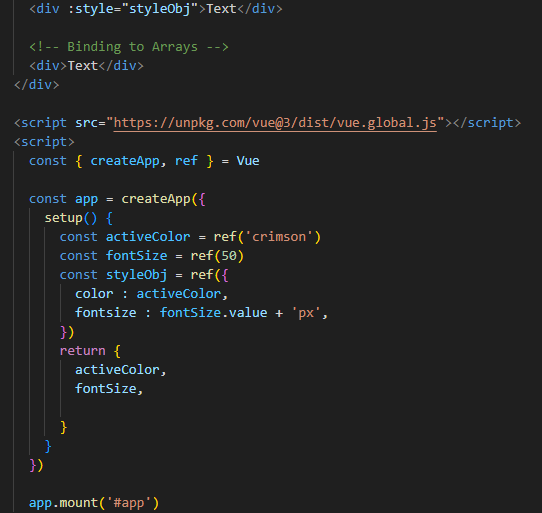 <div :style="styleObj">Text</div>
<!-- Binding to Arrays -->
<div>Text</div>
</div>
<script src="https://unpkg.com/vue@3/dist/vue.global.js"></script>
<script>
const { createApp, ref } = Vue
const app = createApp({
setup() {
const activeColor = ref('crimson')
const fontSize = ref(50)
const styleObj = ref({
color : activeColor,
fontsize : fontSize.value + 'px',
})
return {
activeColor,
fontSize,
}
}
})
app.mount('#app')